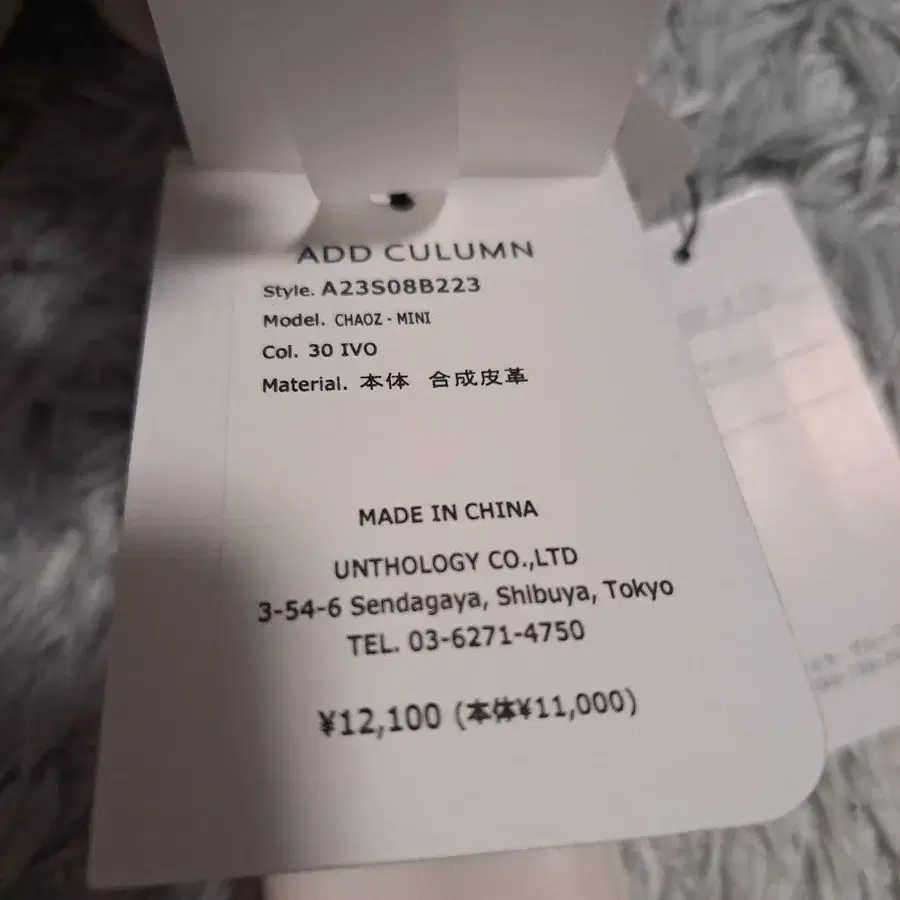 ADD CULUMN
Style. A23S08B223
Model. CHAOZ - MINI
Col. 30 IVO
Material. 本体 合成皮革
MADE IN CHINA
UNTHOLOGY CO.,LTD
3-54-6 Sendagaya, Shibuya, Tokyo
TEL. 03-6271-4750
¥12,100 (本体¥11,000)